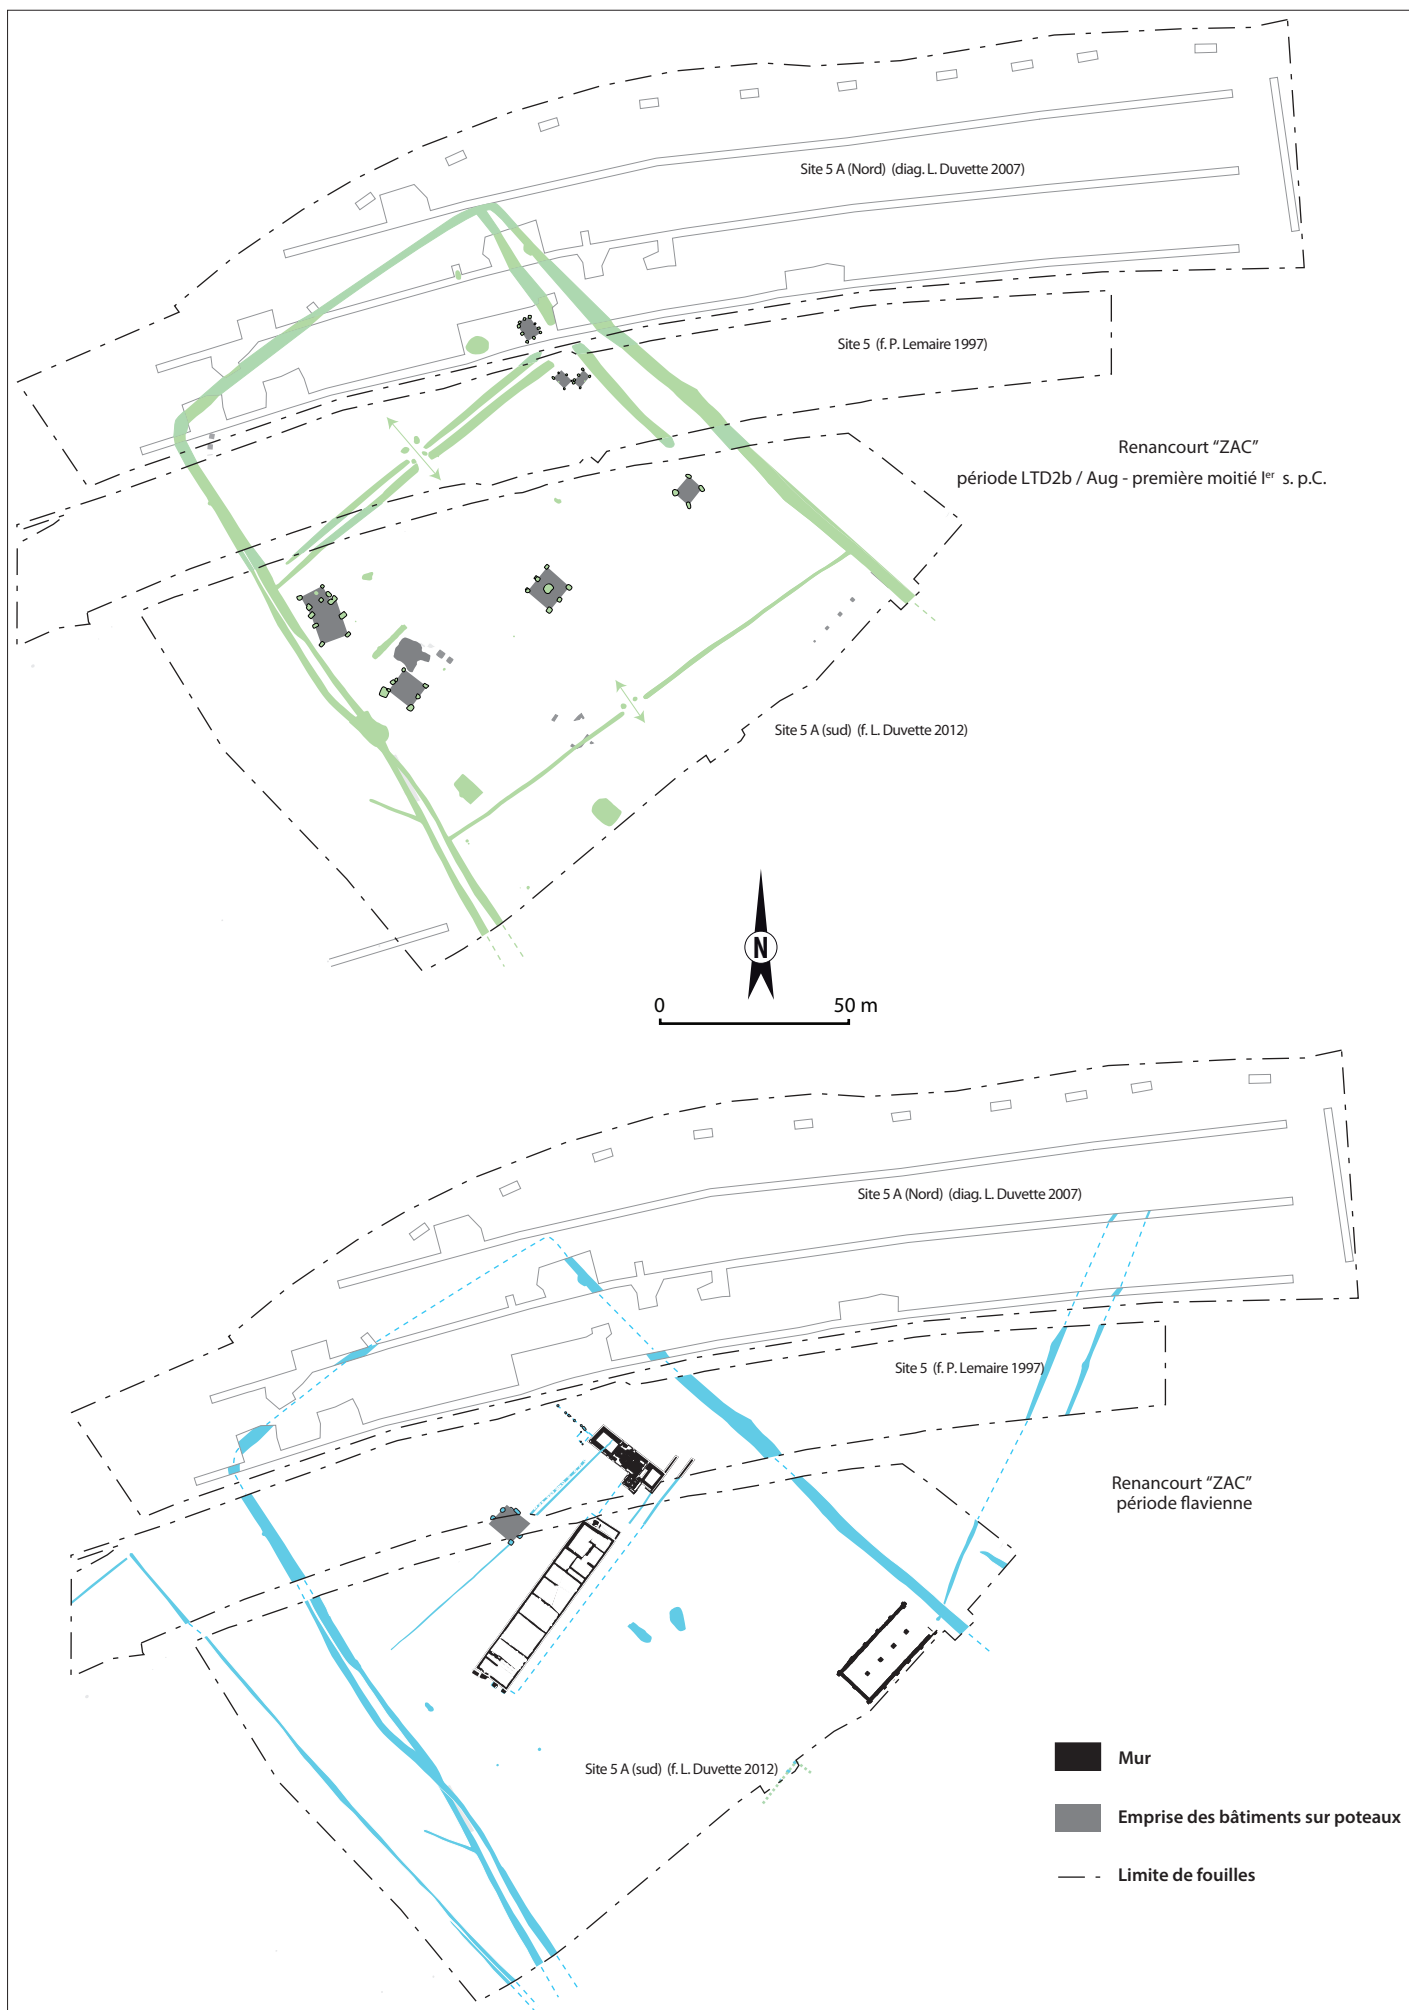 Site 5 A (Nord) (diag. L. Duvette 2007)
Site 5 (f. P. Lemaire 1997)
Renancourt “ZAC”
période LTD2b / Aug - première moitié Ier s. p.C.
Site 5 A (sud) (f. L. Duvette 2012)
N
0 50 m
Site 5 A (Nord) (diag. L. Duvette 2007)
Site 5 (f. P. Lemaire 1997)
Renancourt “ZAC”
période flavienne
Site 5 A (sud) (f. L. Duvette 2012)
Mur
Emprise des bâtiments sur poteaux
Limite de fouilles